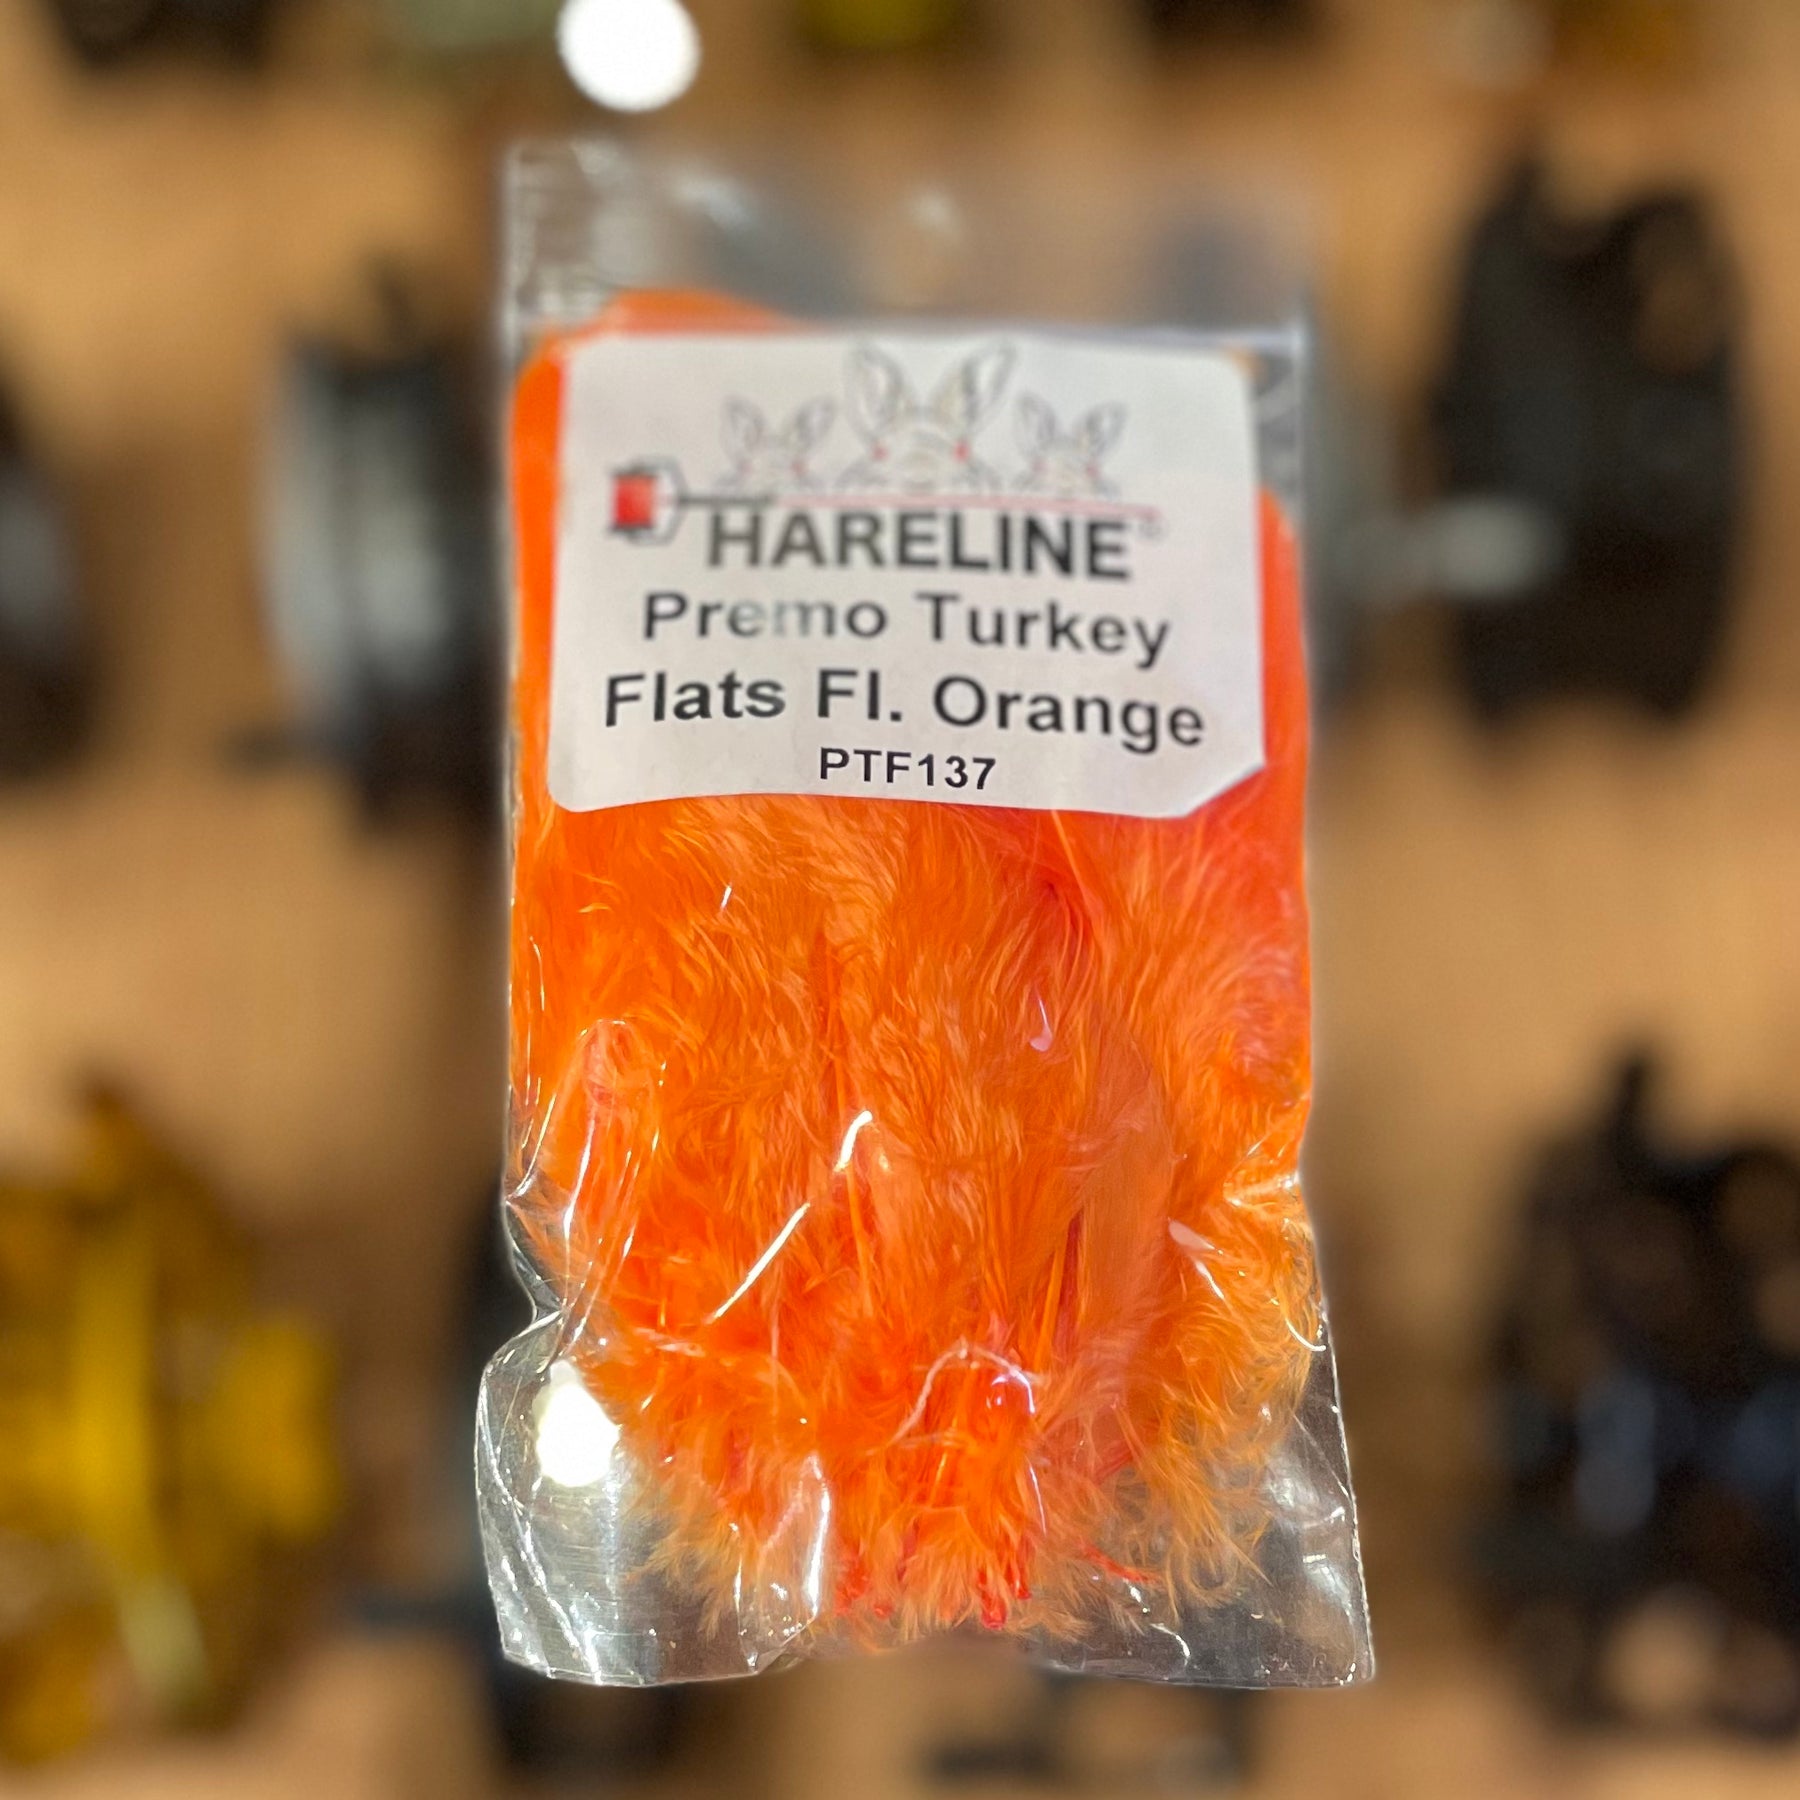 HARELINE
Premo Turkey
Flats Fl. Orange
PTF137